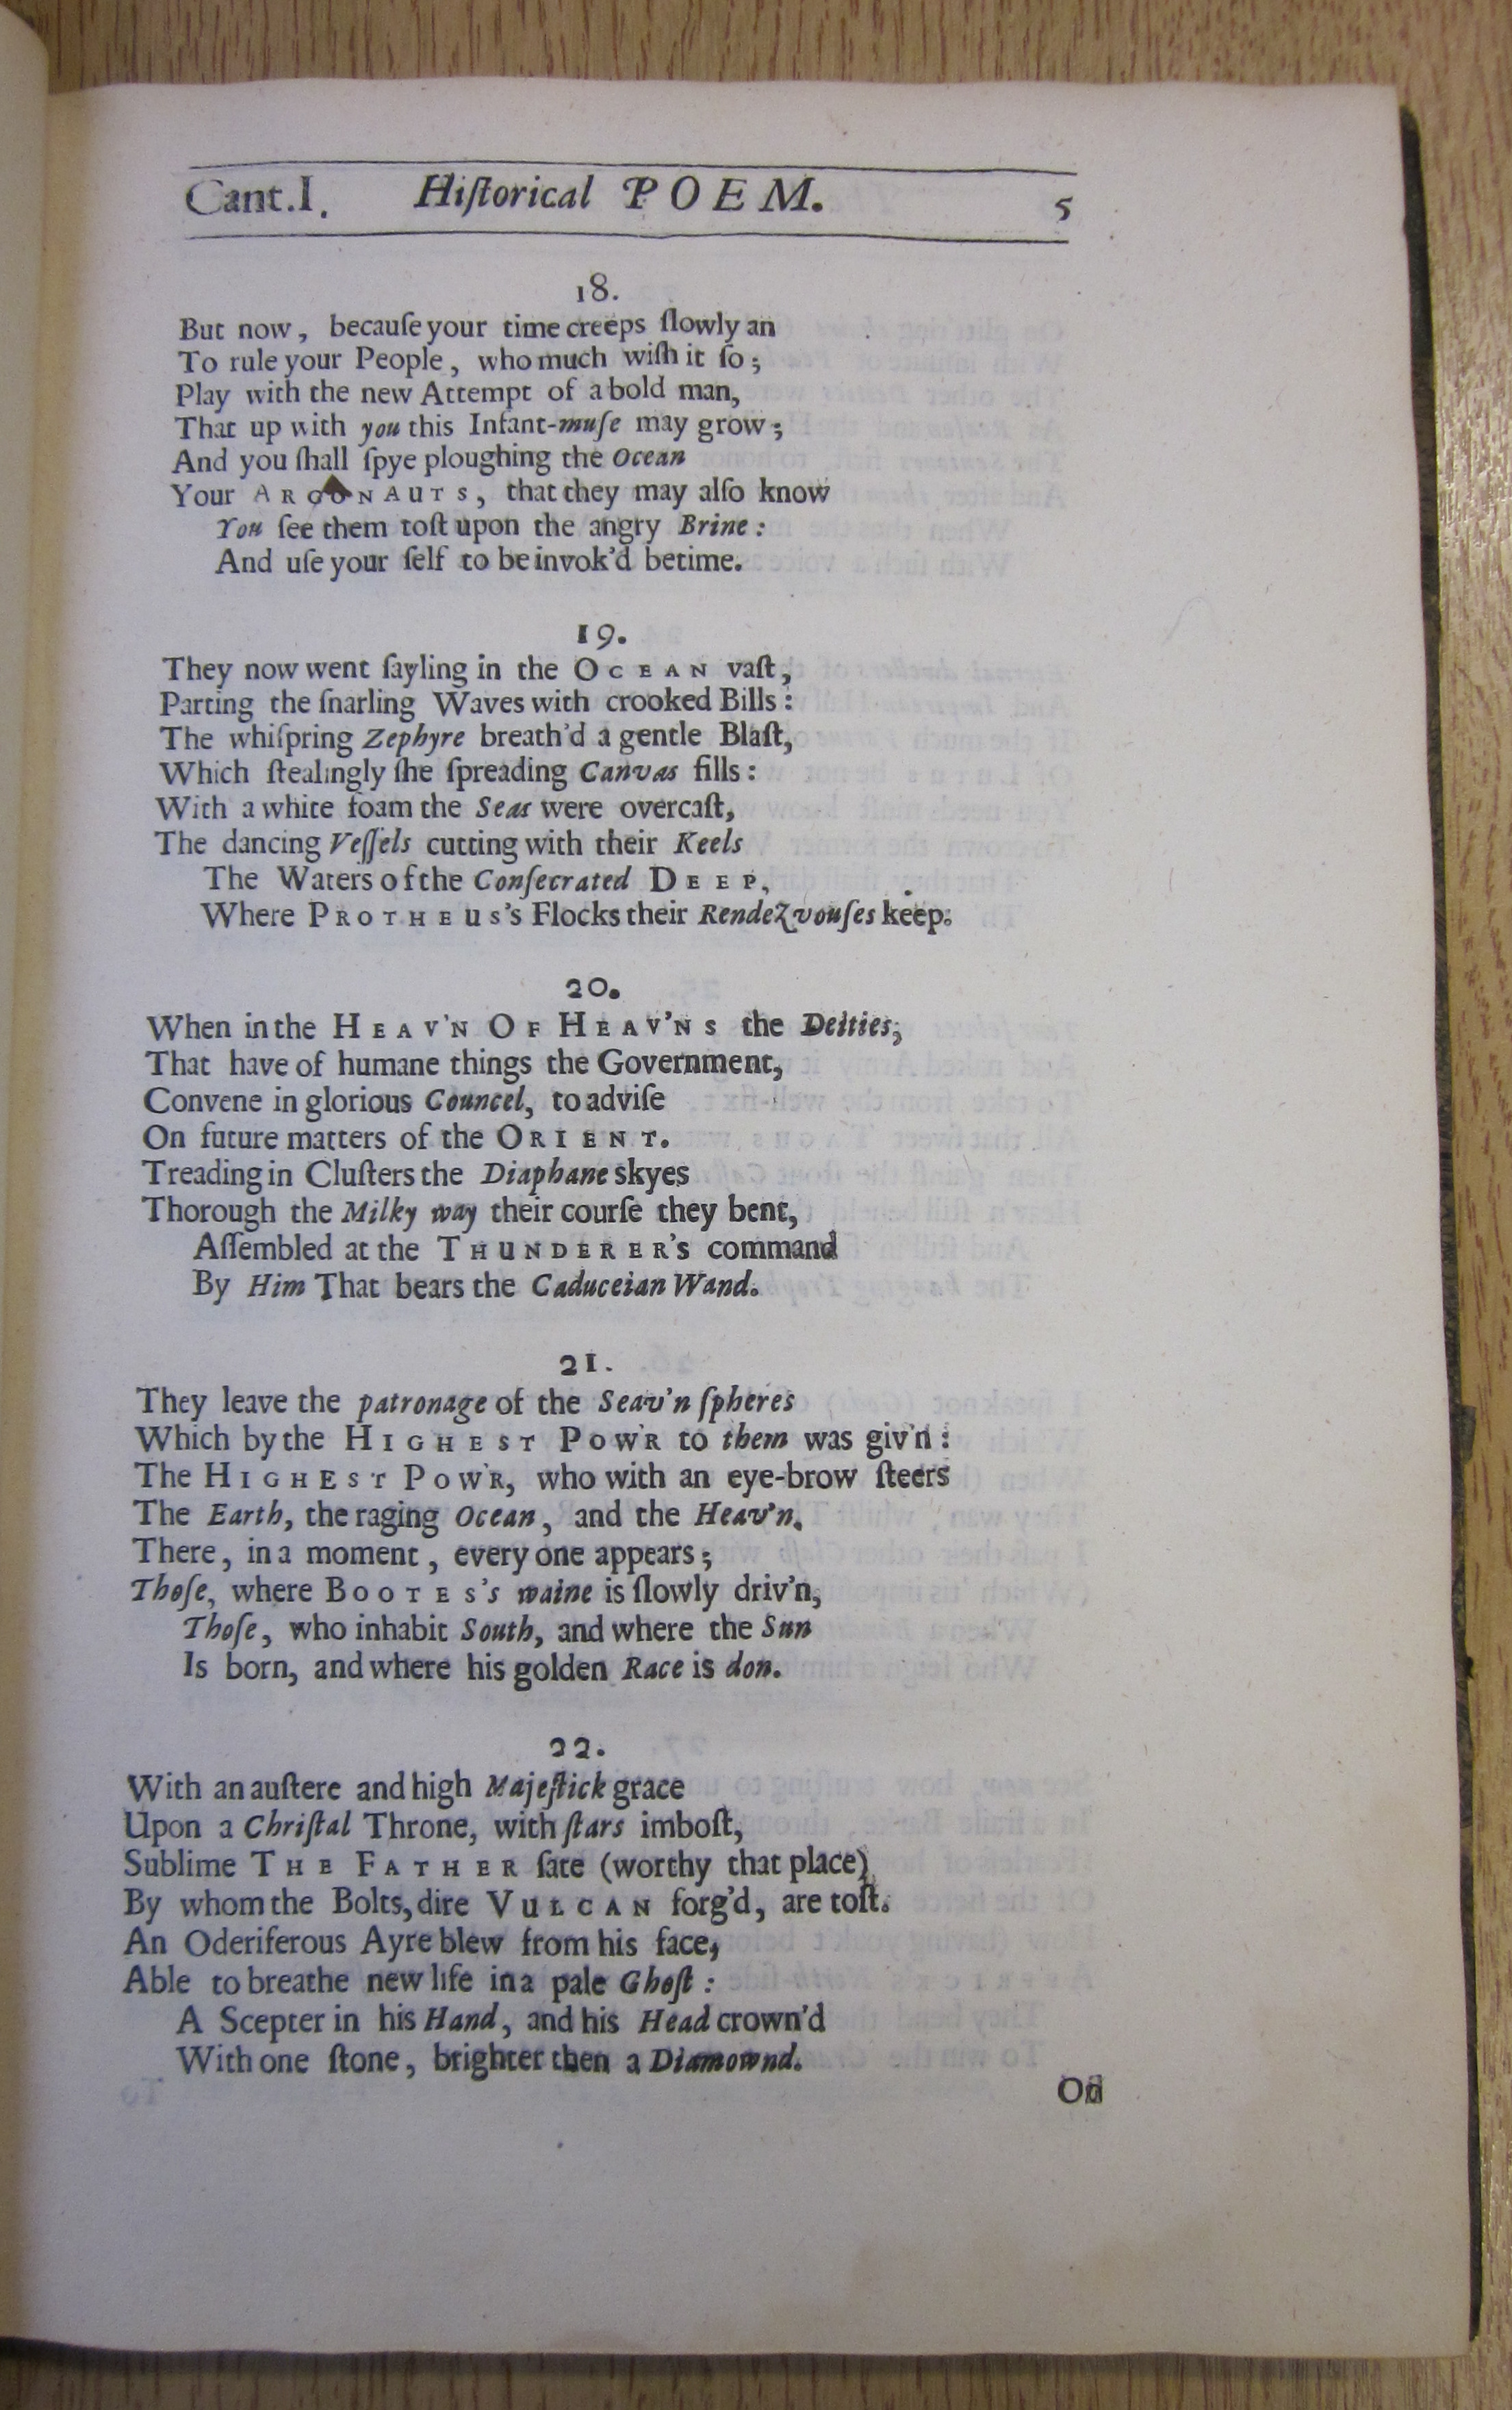 Cant.I. Hiſtorical POEM. 5
18.
But now, becauſe your time creeps ſlowly an
To rule your People, who much wiſh it ſo;
Play with the new Attempt of a bold man,
That up with you this Infant-muſe may grow;
And you ſhall ſpye ploughing the Ocean
Your ARGONAUTS, that they may alſo know
You ſee them toſt upon the angry Brine:
And uſe your ſelf to be invok'd betime.
19.
They now went ſayling in the OCEAN vaſt,
Parting the ſnarling Waves with crooked Bills:
The whiſpring Zephyre breath'd a gentle Blaſt,
Which ſtealingly ſhe ſpreading Canvas fills:
With a white foam the Seas were overcaſt,
The dancing Veſſels cutting with their Keels
The Waters of the Conſecrated DEEP,
Where PROTHEUS's Flocks their Rendezvouſes keep.
20.
When in the HEAV'N OF HEAV'NS the Deities,
That have of humane things the Government,
Convene in glorious Councel, to adviſe
On future matters of the ORIENT.
Treading in Cluſters the Diaphane skyes
Thorough the Milky way their courſe they bent,
Aſſembled at the THUNDERER's command
By Him That bears the Caduceian Wand.
21.
They leave the patronage of the Seav'n ſpheres
Which by the HIGHEST POW'R to them was giv'n:
The HIGHEST POW'R, who with an eye-brow ſteers
The Earth, the raging Ocean, and the Heav'n.
There, in a moment, every one appears;
Thoſe, where BOOTES's waine is ſlowly driv'n,
Thoſe, who inhabit South, and where the Sun
Is born, and where his golden Race is don.
22.
With an auſtere and high Majeſtick grace
Upon a Chriſtal Throne, with ſtars imboſt,
Sublime THE FATHER ſate (worthy that place)
By whom the Bolts, dire VULCAN forg'd, are toſt.
An Oderiferous Ayre blew from his face,
Able to breathe new life in a pale Ghoſt:
A Scepter in his Hand, and his Head crown'd
With one ſtone, brighter then a Diamownd.
On